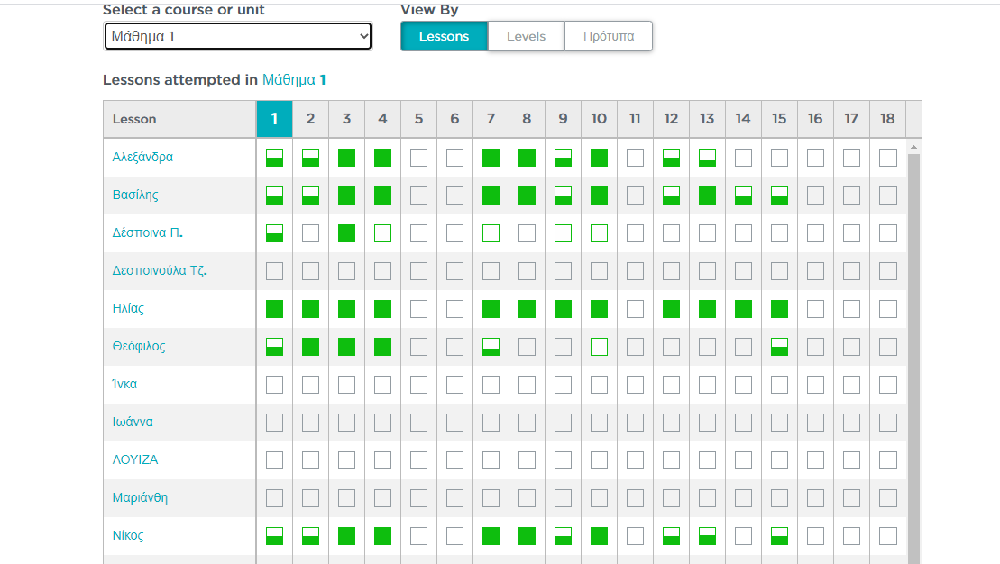 Select a course or unit View By
Μάθημα 1 Lessons Levels Πρότυπα
Lessons attempted in Μάθημα 1
Lesson 1 2 3 4 5 6 7 8 9 10 11 12 13 14 15 16 17 18
Αλεξάνδρα
Βασίλης
Δέσποινα Π.
Δεσποινούλα Τζ.
Ηλίας
Θεόφιλος
Ίνκα
Ιωάννα
ΛΟΥΙΖΑ
Μαριάνθη
Νίκος